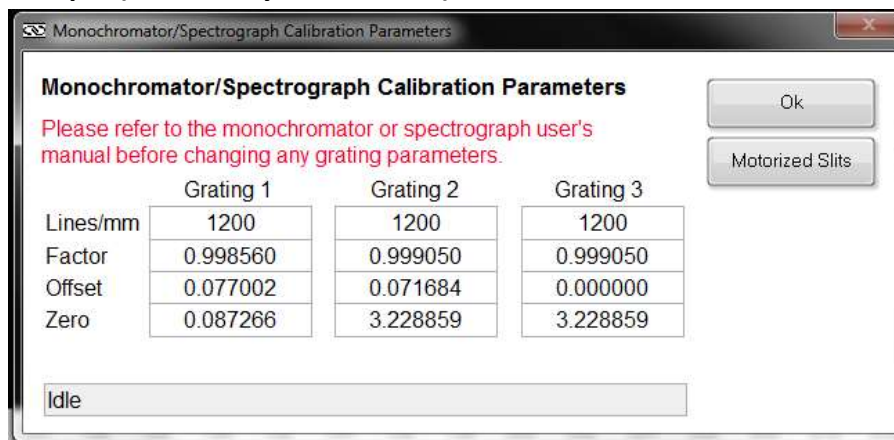 Monochromator/Spectrograph Calibration Parameters
Monochromator/Spectrograph Calibration Parameters
Please refer to the monochromator or spectrograph user's
manual before changing any grating parameters.
Ok
Motorized Slits
Grating 1 Grating 2 Grating 3
Lines/mm 1200 1200 1200
Factor 0.998560 0.999050 0.999050
Offset 0.077002 0.071684 0.000000
Zero 0.087266 3.228859 3.228859
Idle